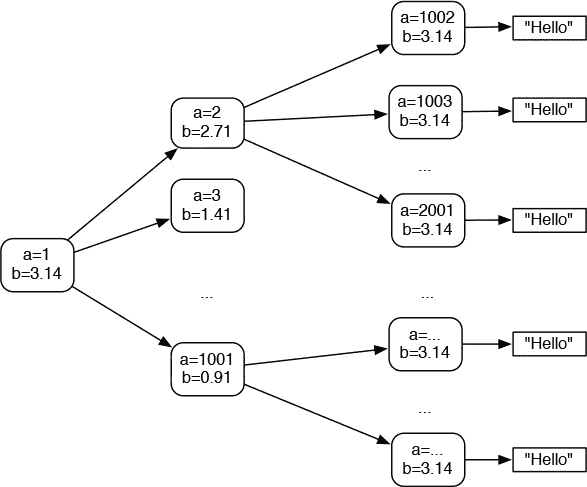 a=1002
b=3.14
"Hello"
a=2
b=2.71
a=1003
b=3.14
"Hello"
...
a=3
b=1.41
a=2001
b=3.14
"Hello"
a=1
b=3.14
...
...
a=1001
b=0.91
a=...
b=3.14
"Hello"
...
a=...
b=3.14
"Hello"